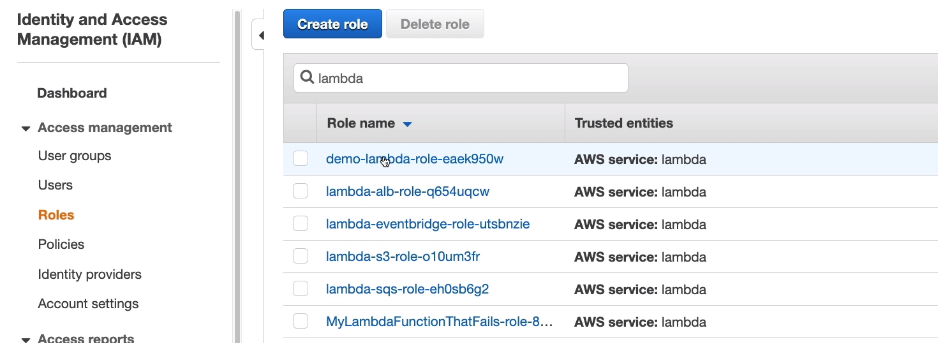 Identity and Access
Management (IAM)
Dashboard
Access management
User groups
Users
Roles
Policies
Identity providers
Account settings
Access reports
Create role
Delete role
lambda
Role name
Trusted entities
demo-lambda-role-eaek950w
AWS service: lambda
lambda-alb-role-q654uqcw
AWS service: lambda
lambda-eventbridge-role-utsbnzie
AWS service: lambda
lambda-s3-role-o10um3fr
AWS service: lambda
lambda-sqs-role-eh0sb6g2
AWS service: lambda
MyLambdaFunctionThatFails-role-8...
AWS service: lambda